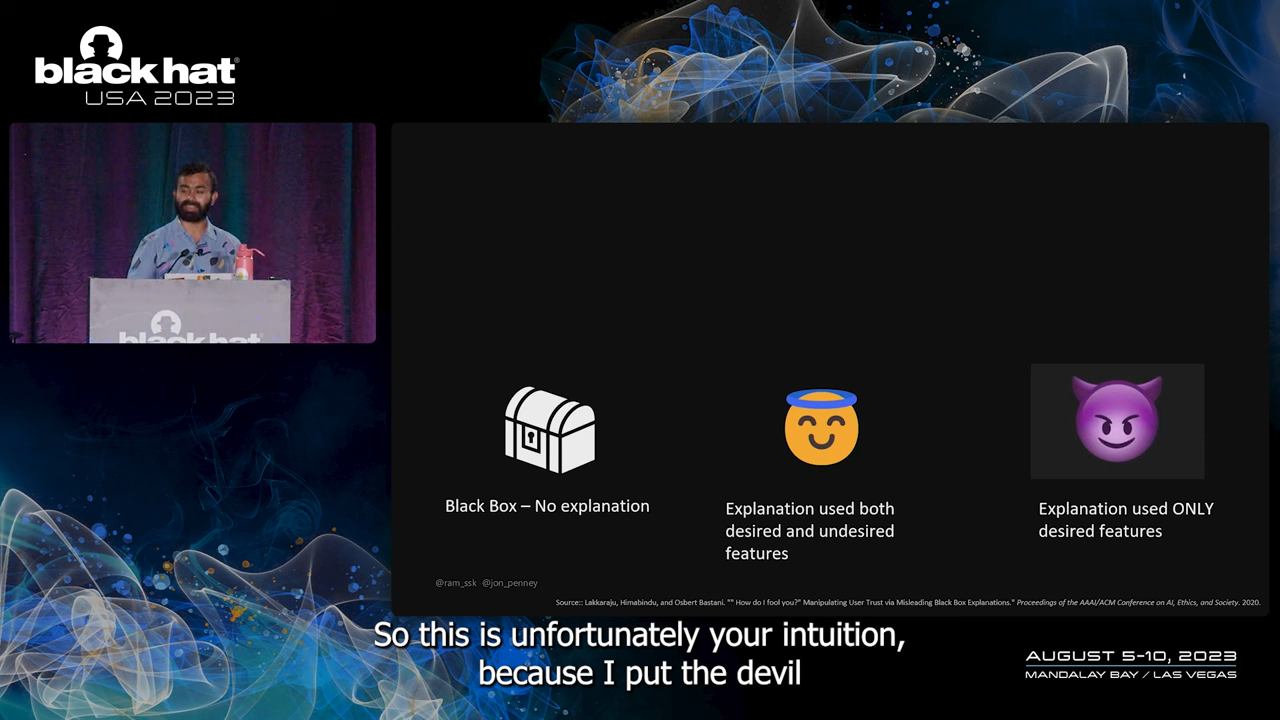 black hat®
USA 2023
black hat
Black Box – No explanation
Explanation used both
desired and undesired
features
Explanation used ONLY
desired features
@ram_ssk @jon_penney
Source:: Lakkaraju, Himabindu, and Osbert Bastani. "" How do I fool you?" Manipulating User Trust via Misleading Black Box Explanations." Proceedings of the AAAI/ACM Conference on AI, Ethics, and Society. 2020.
So this is unfortunately your intuition,
because I put the devil
AUGUST 5-10, 2023
MANDALAY BAY / LAS VEGAS